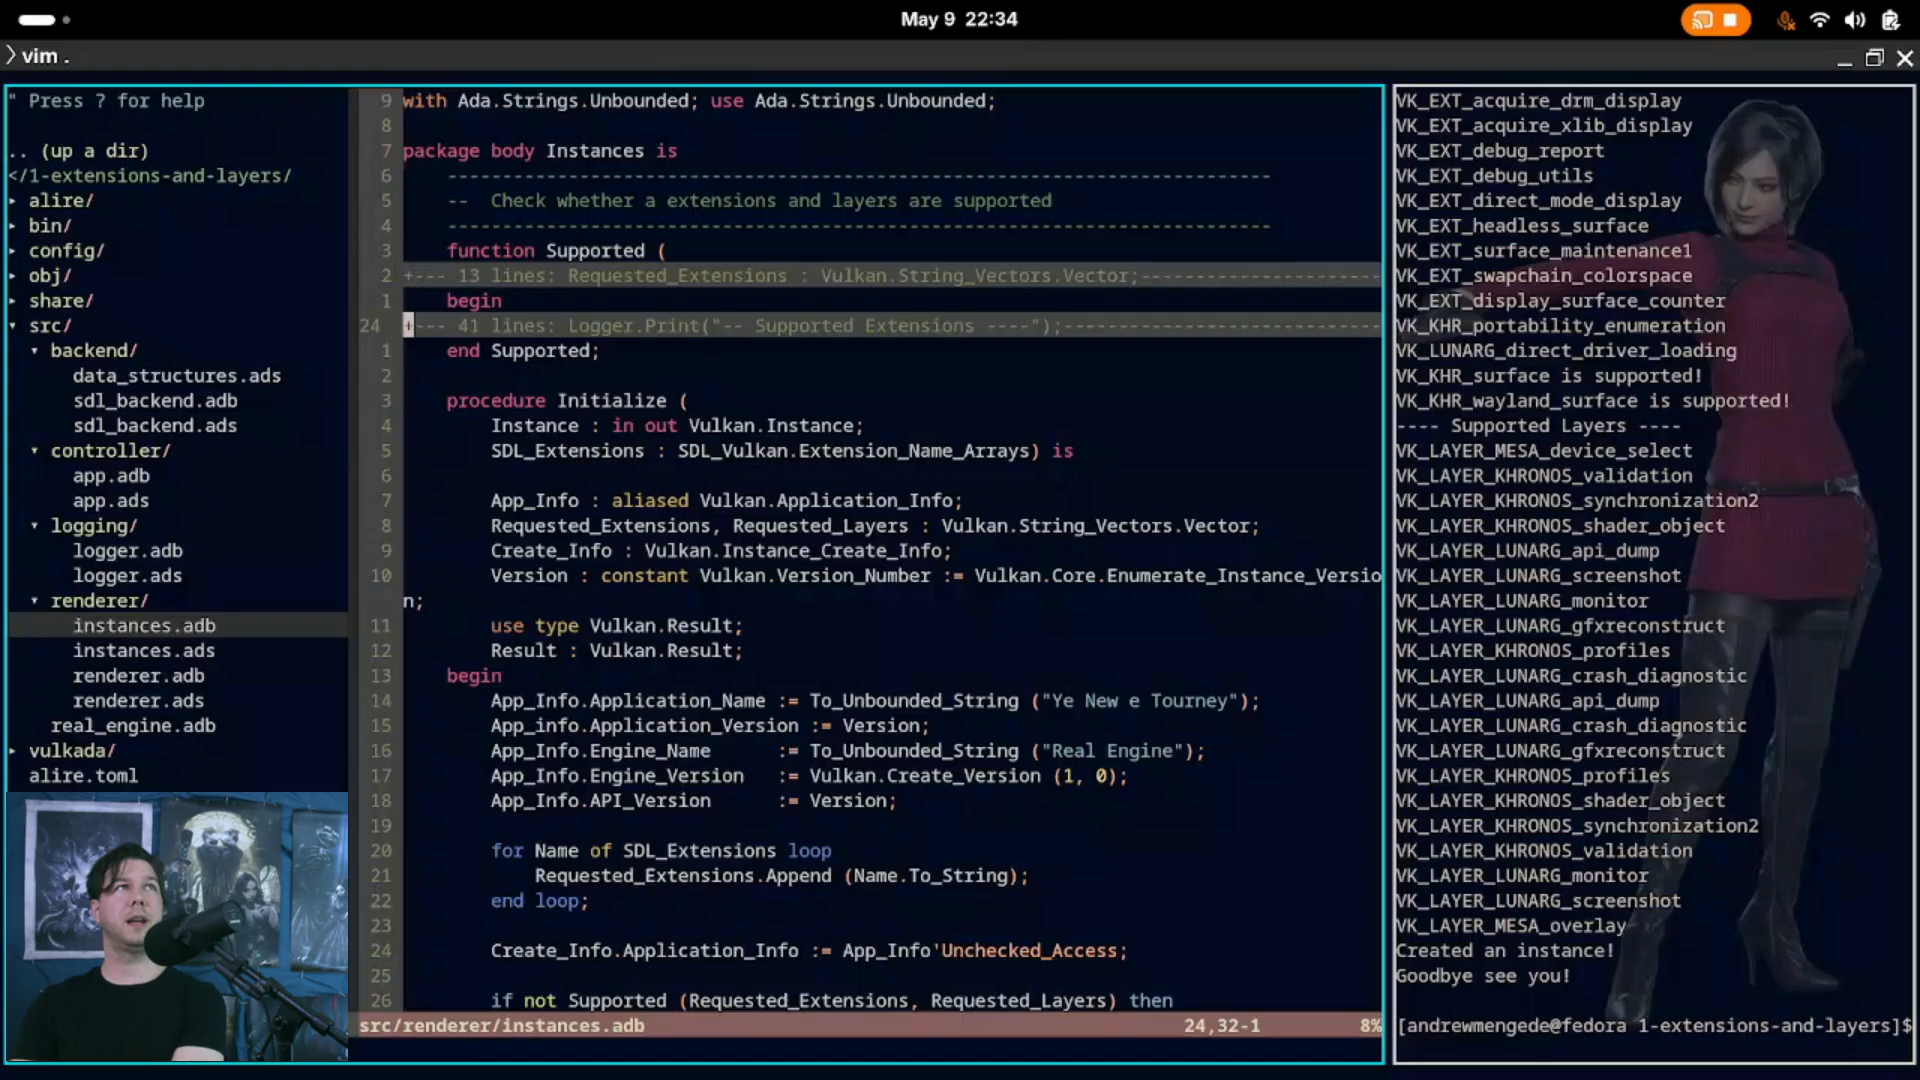 May 9 22:34
vim .
" Press ? for help
.. (up a dir)
</1-extensions-and-layers/
▸ alire/
▸ bin/
▸ config/
▸ obj/
▸ share/
▾ src/
▾ backend/
data_structures.ads
sdl_backend.adb
sdl_backend.ads
▾ controller/
app.adb
app.ads
▾ logging/
logger.adb
logger.ads
▾ renderer/
instances.adb
instances.ads
renderer.adb
renderer.ads
real_engine.adb
▸ vulkada/
alire.toml
9 with Ada.Strings.Unbounded; use Ada.Strings.Unbounded;
8
7 package body Instances is
6 ---------------------------------------------------------------------------
5 -- Check whether a extensions and layers are supported
4 ---------------------------------------------------------------------------
3 function Supported (
2 +--- 13 lines: Requested_Extensions : Vulkan.String_Vectors.Vector;----------------------
1 begin
24 +--- 41 lines: Logger.Print("-- Supported Extensions ----");-----------------------------
1 end Supported;
2
3 procedure Initialize (
4 Instance : in out Vulkan.Instance;
5 SDL_Extensions : SDL_Vulkan.Extension_Name_Arrays) is
6
7 App_Info : aliased Vulkan.Application_Info;
8 Requested_Extensions, Requested_Layers : Vulkan.String_Vectors.Vector;
9 Create_Info : Vulkan.Instance_Create_Info;
10 Version : constant Vulkan.Version_Number := Vulkan.Core.Enumerate_Instance_Versio
n;
11 use type Vulkan.Result;
12 Result : Vulkan.Result;
13 begin
14 App_Info.Application_Name := To_Unbounded_String ("Ye New e Tourney");
15 App_info.Application_Version := Version;
16 App_Info.Engine_Name := To_Unbounded_String ("Real Engine");
17 App_Info.Engine_Version := Vulkan.Create_Version (1, 0);
18 App_Info.API_Version := Version;
19
20 for Name of SDL_Extensions loop
21 Requested_Extensions.Append (Name.To_String);
22 end loop;
23
24 Create_Info.Application_Info := App_Info'Unchecked_Access;
25
26 if not Supported (Requested_Extensions, Requested_Layers) then
src/renderer/instances.adb 24,32-1 8%
VK_EXT_acquire_drm_display
VK_EXT_acquire_xlib_display
VK_EXT_debug_report
VK_EXT_debug_utils
VK_EXT_direct_mode_display
VK_EXT_headless_surface
VK_EXT_surface_maintenance1
VK_EXT_swapchain_colorspace
VK_EXT_display_surface_counter
VK_KHR_portability_enumeration
VK_LUNARG_direct_driver_loading
VK_KHR_surface is supported!
VK_KHR_wayland_surface is supported!
---- Supported Layers ----
VK_LAYER_MESA_device_select
VK_LAYER_KHRONOS_validation
VK_LAYER_KHRONOS_synchronization2
VK_LAYER_KHRONOS_shader_object
VK_LAYER_LUNARG_api_dump
VK_LAYER_LUNARG_screenshot
VK_LAYER_LUNARG_monitor
VK_LAYER_LUNARG_gfxreconstruct
VK_LAYER_KHRONOS_profiles
VK_LAYER_LUNARG_crash_diagnostic
VK_LAYER_LUNARG_api_dump
VK_LAYER_LUNARG_crash_diagnostic
VK_LAYER_LUNARG_gfxreconstruct
VK_LAYER_KHRONOS_profiles
VK_LAYER_KHRONOS_shader_object
VK_LAYER_KHRONOS_synchronization2
VK_LAYER_KHRONOS_validation
VK_LAYER_LUNARG_monitor
VK_LAYER_LUNARG_screenshot
VK_LAYER_MESA_overlay
Created an instance!
Goodbye see you!
[andrewmengede@fedora 1-extensions-and-layers]$